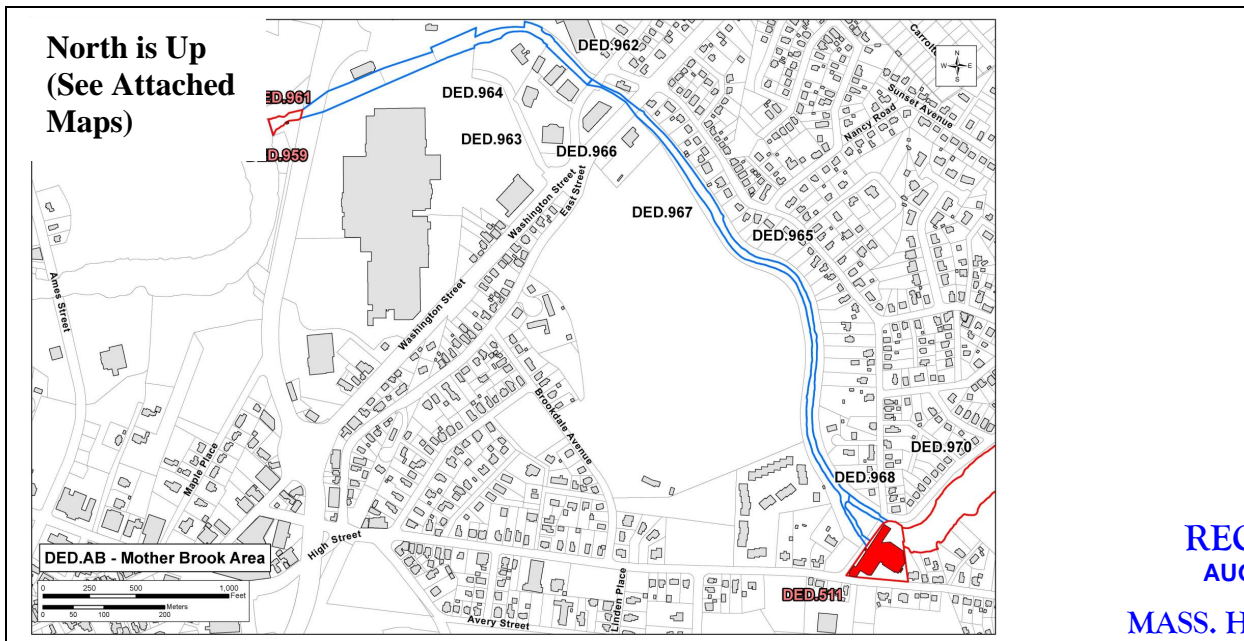 North is Up
(See Attached
Maps)
DED.962
Carrolto
N
W E
S
DED.961
DED.964
Sunset Avenue
Nancy Road
DED.963
DED.966
D.959
Washington Street
East Street
DED.967
DED.965
Ames Street
Washington Street
Brookdale Avenue
DED.970
Maple Place
DED.968
High Street
DED.AB - Mother Brook Area
0 250 500 1,000
Feet
Meters
0 50 100 200
Linden Place
DED.511
Avery Street
REC
AUG
MASS. H